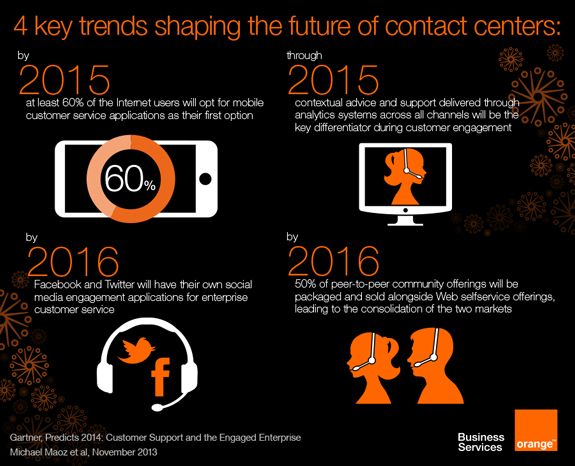 4 key trends shaping the future of contact centers:
by
2015
at least 60% of the Internet users will opt for mobile
customer service applications as their first option
60%
through
2015
contextual advice and support delivered through
analytics systems across all channels will be the
key differentiator during customer engagement
by
2016
Facebook and Twitter will have their own social
media engagement applications for enterprise
customer service
f
by
2016
50% of peer-to-peer community offerings will be
packaged and sold alongside Web selfservice offerings,
leading to the consolidation of the two markets
Gartner, Predicts 2014: Customer Support and the Engaged Enterprise
Michael Maoz et al, November 2013
Business
Services
orange™